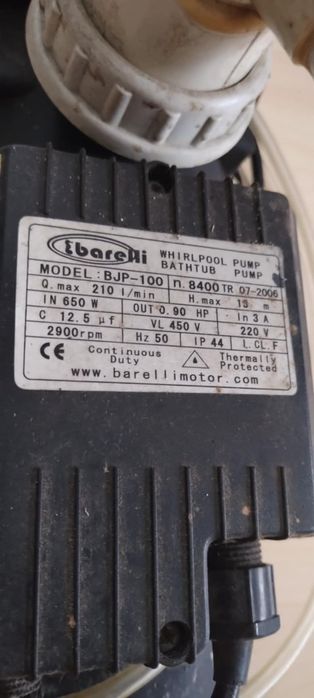 Ebarelli WHIRLPOOL PUMP
BATHTUB PUMP
MODEL: BJP-100 n. 8400 TR 07-2006
Q. max 210 l/min H. max 13 m
IN 650 W OUT 0.90 HP In 3 A
C 12.5 µf VL 450 V 220 V
2900rpm Hz 50 IP 44 I.CL.F
CE Continuous Duty Thermally Protected
www.barellimotor.com